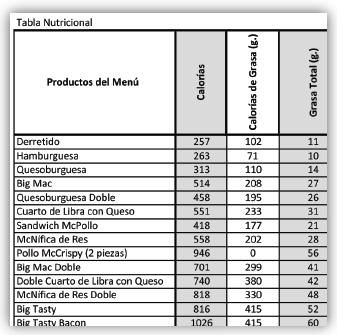 Tabla Nutricional
Productos del Menú Calorías Calorías de Grasa (g.) Grasa Total (g.)
Derretido 257 102 11
Hamburguesa 263 71 10
Quesoburguesa 313 110 14
Big Mac 514 208 27
Quesoburguesa Doble 458 195 26
Cuarto de Libra con Queso 551 233 31
Sandwich McPollo 418 177 21
McNífica de Res 558 202 28
Pollo McCrispy (2 piezas) 946 0 56
Big Mac Doble 701 299 41
Doble Cuarto de Libra con Queso 740 380 42
McNífica de Res Doble 818 330 48
Big Tasty 816 415 52
Big Tasty Bacon 1026 415 60